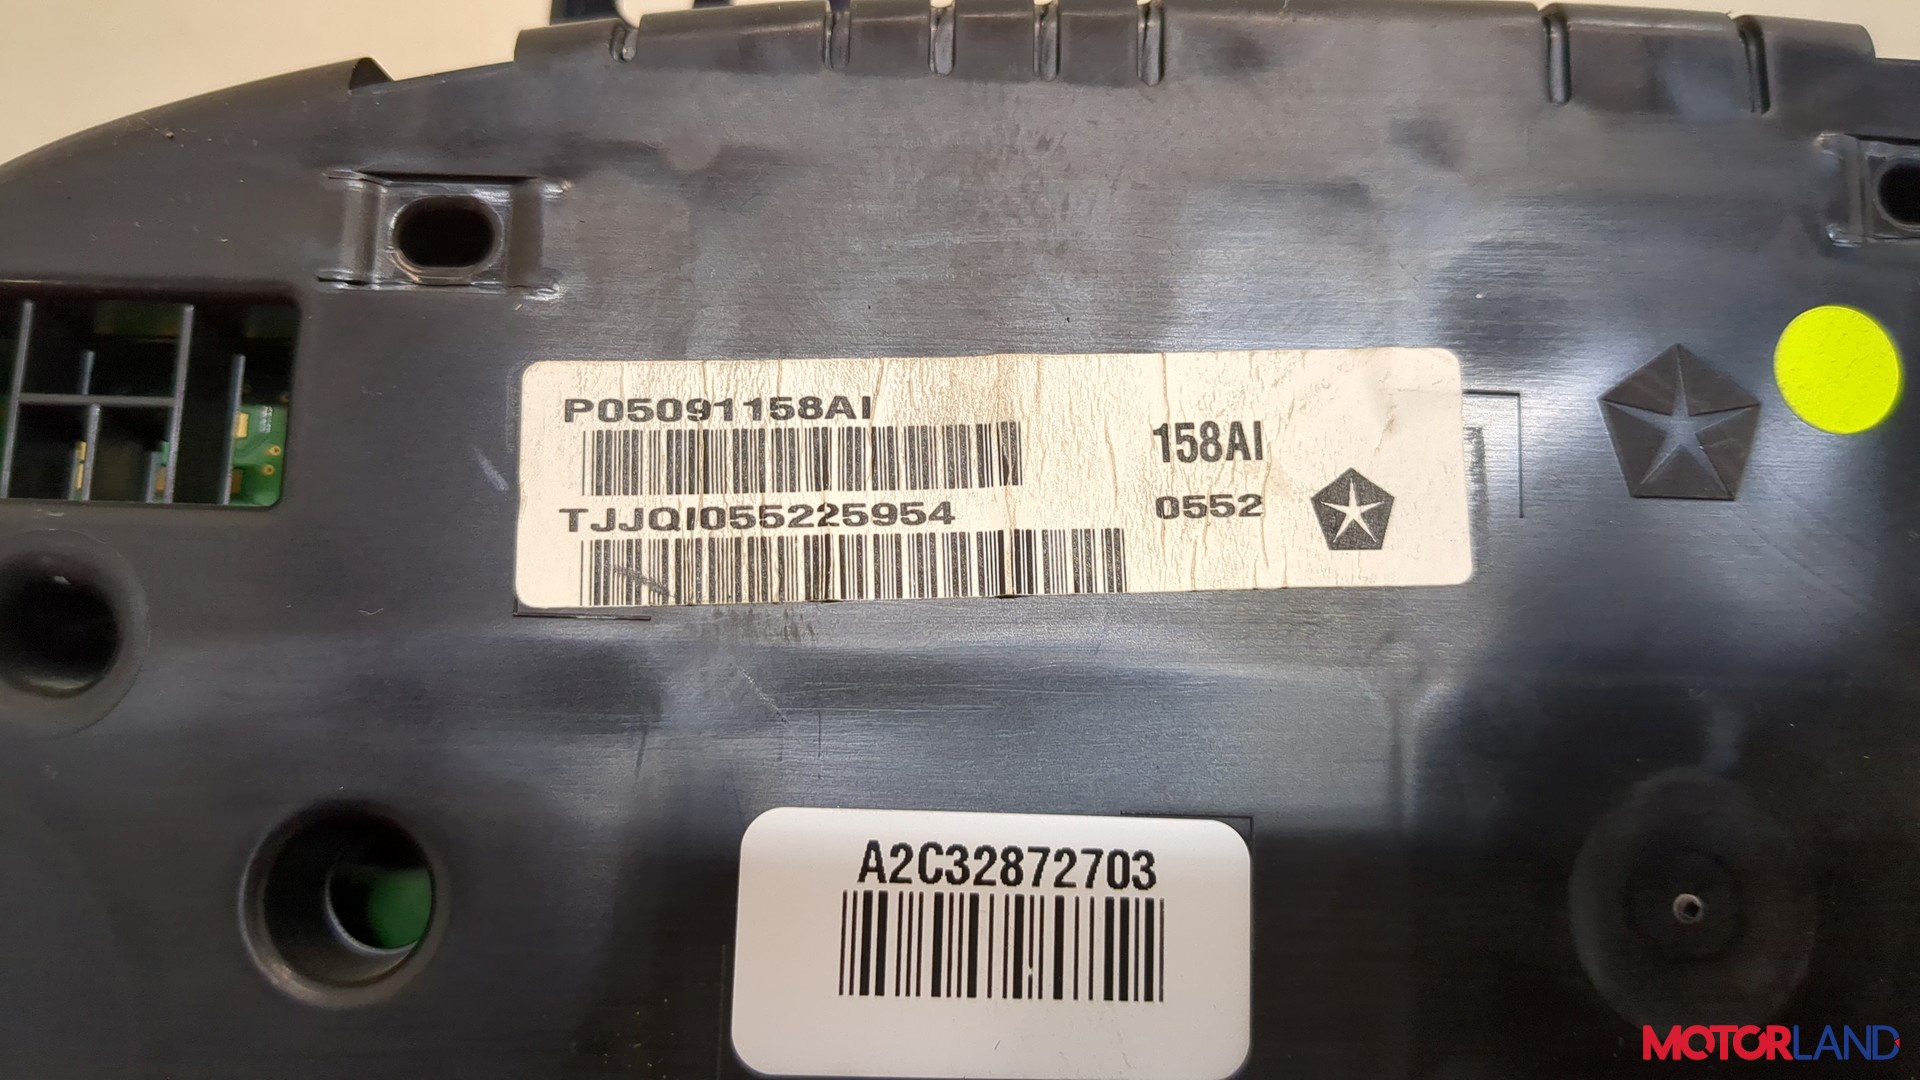 P05091158AI
158AI
TJJQI055225954
0552
A2C32872703
MOTORLAND